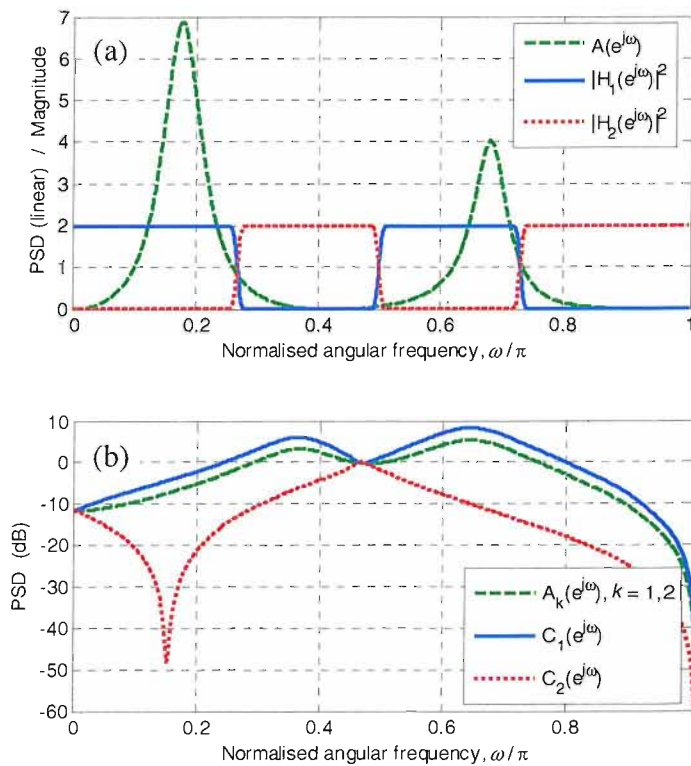 (a)
7
6
5
4
3
2
1
0
PSD (linear) / Magnitude
A(e^jω)
|H_1(e^jω)|^2
|H_2(e^jω)|^2
0 0.2 0.4 0.6 0.8 1
Normalised angular frequency, ω/π
(b)
10
0
-10
-20
-30
-40
-50
-60
PSD (dB)
A_k(e^jω), k = 1,2
C_1(e^jω)
C_2(e^jω)
0 0.2 0.4 0.6 0.8
Normalised angular frequency, ω/π